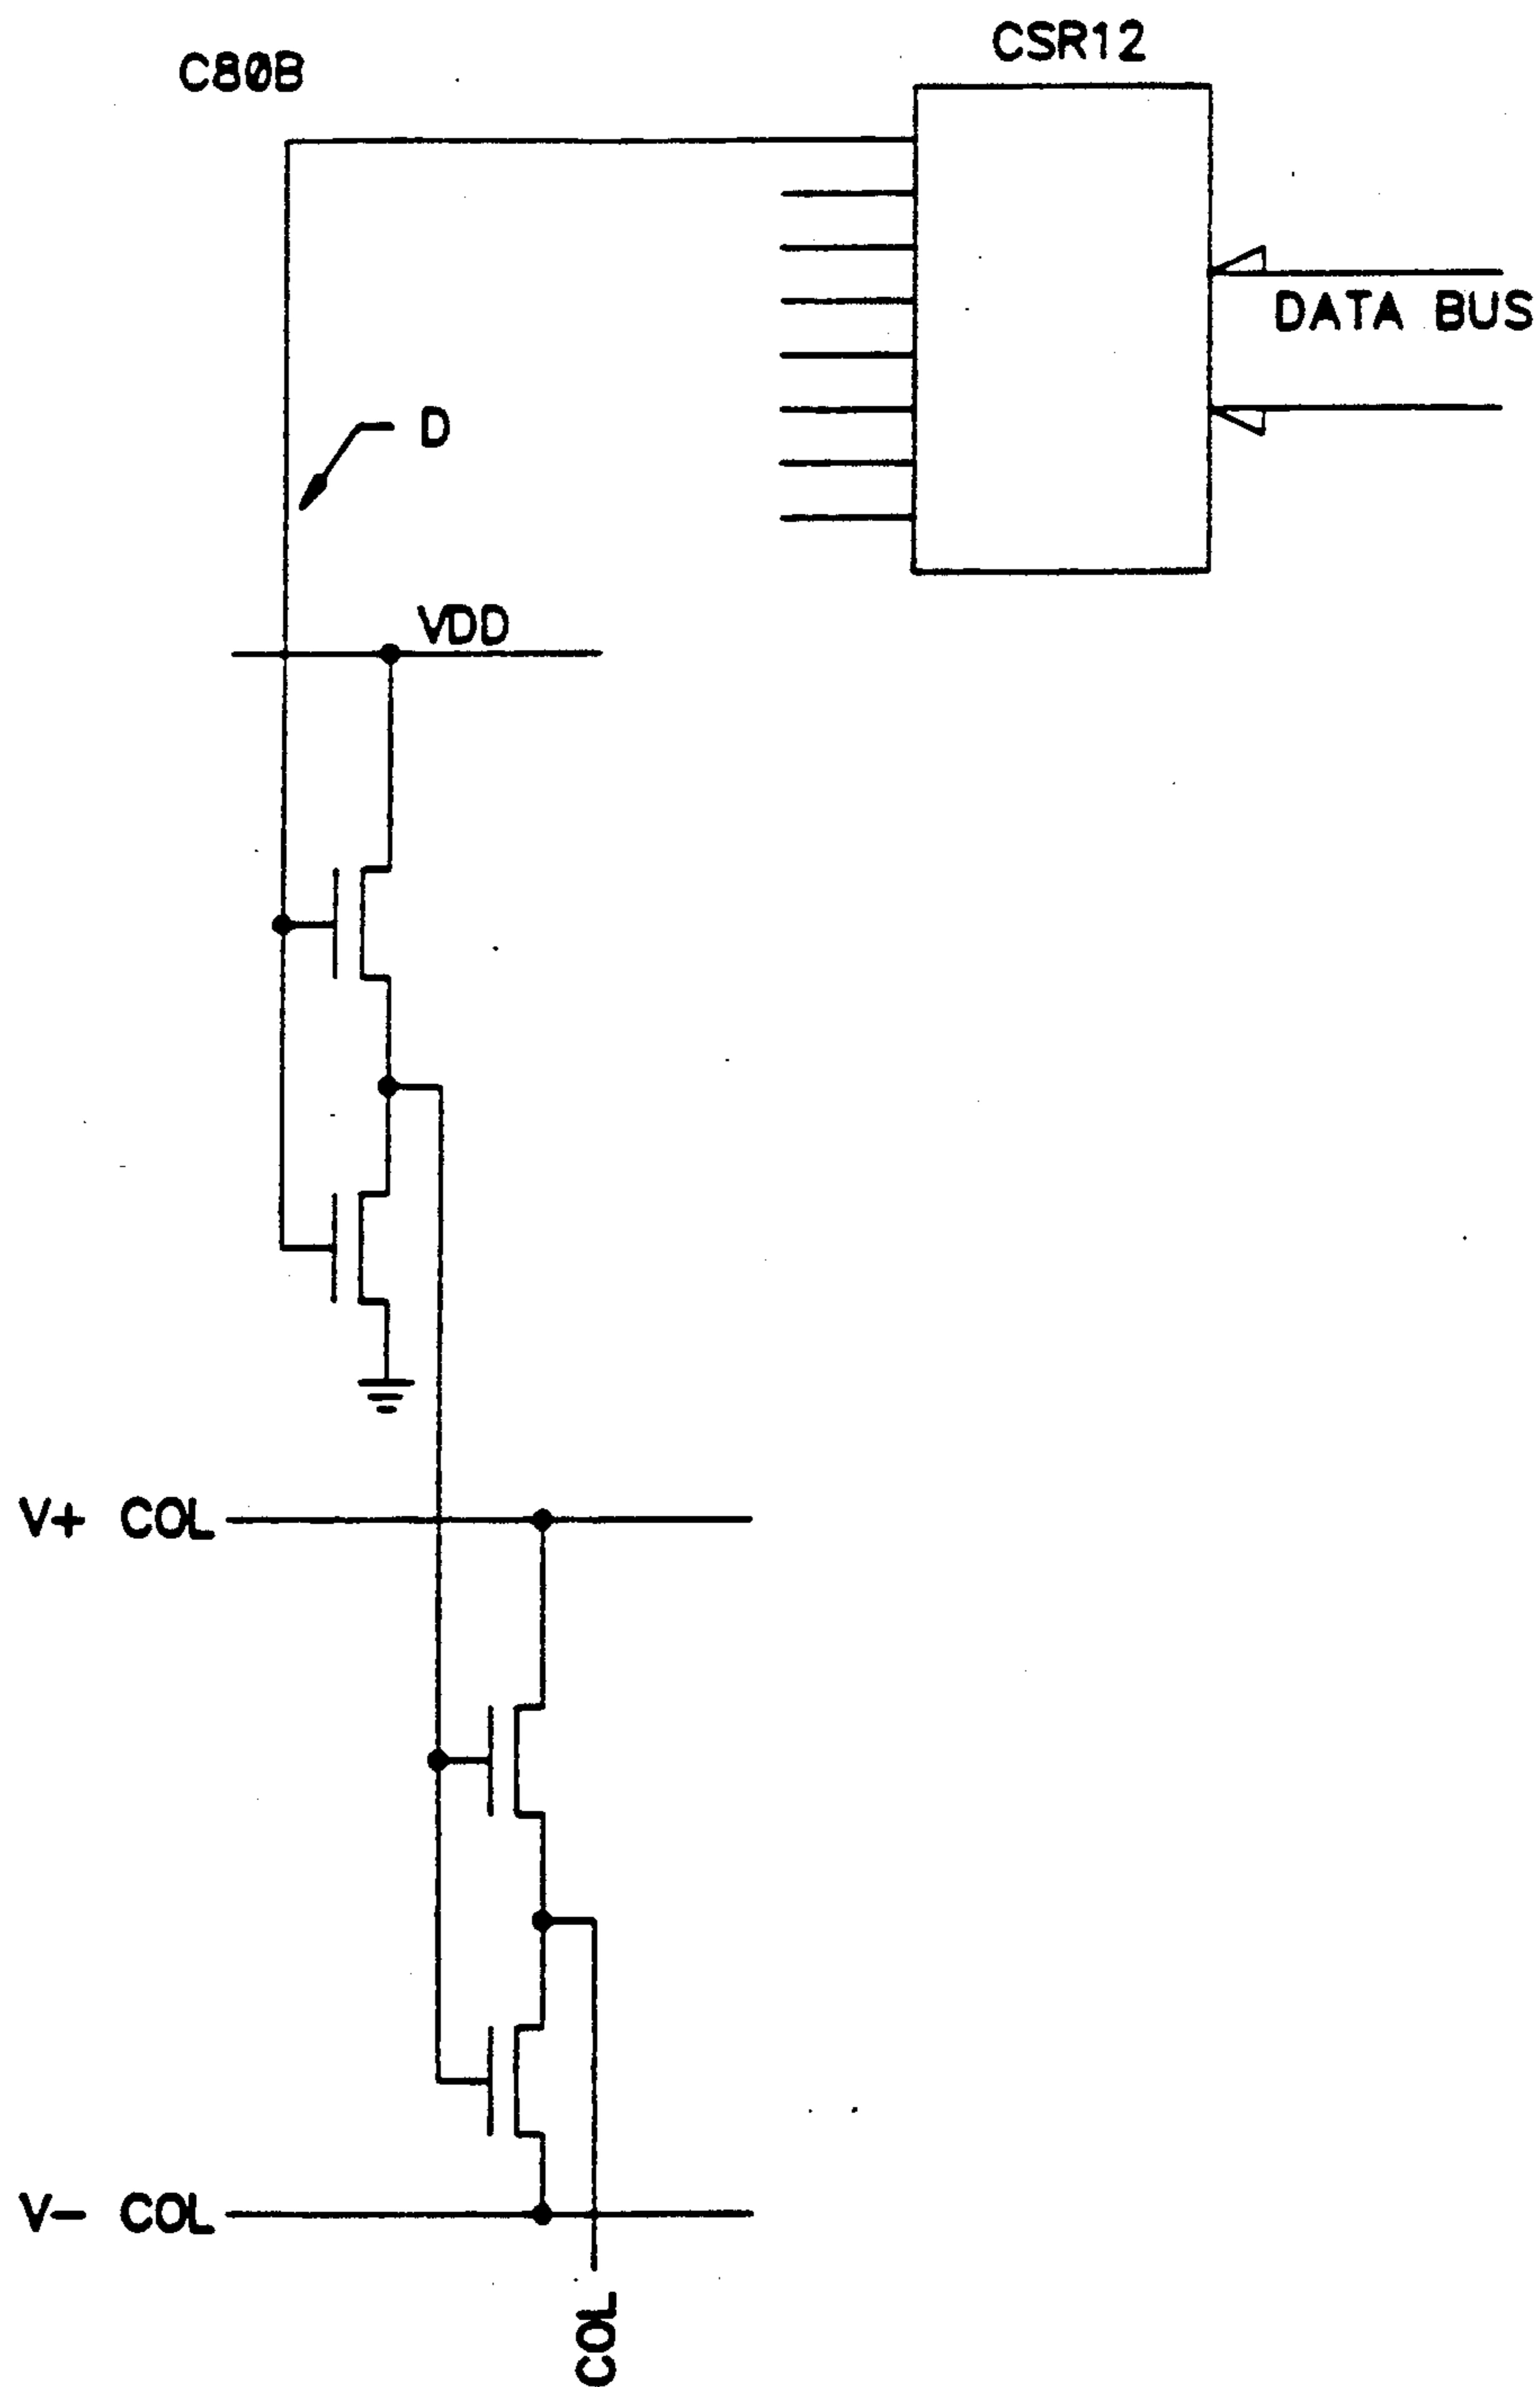 C80B
CSR12
DATA BUS
D
VDD
V+ COL
V- COL
COL